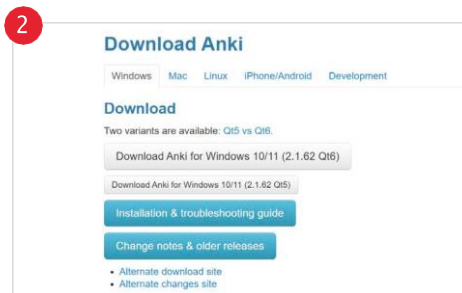 2
Download Anki
Windows Mac Linux iPhone/Android Development
Download
Two variants are available: Qt5 vs Qt6.
Download Anki for Windows 10/11 (2.1.62 Qt6)
Download Anki for Windows 10/11 (2.1.62 Qt5)
Installation & troubleshooting guide
Change notes & older releases
• Alternate download site
• Alternate changes site